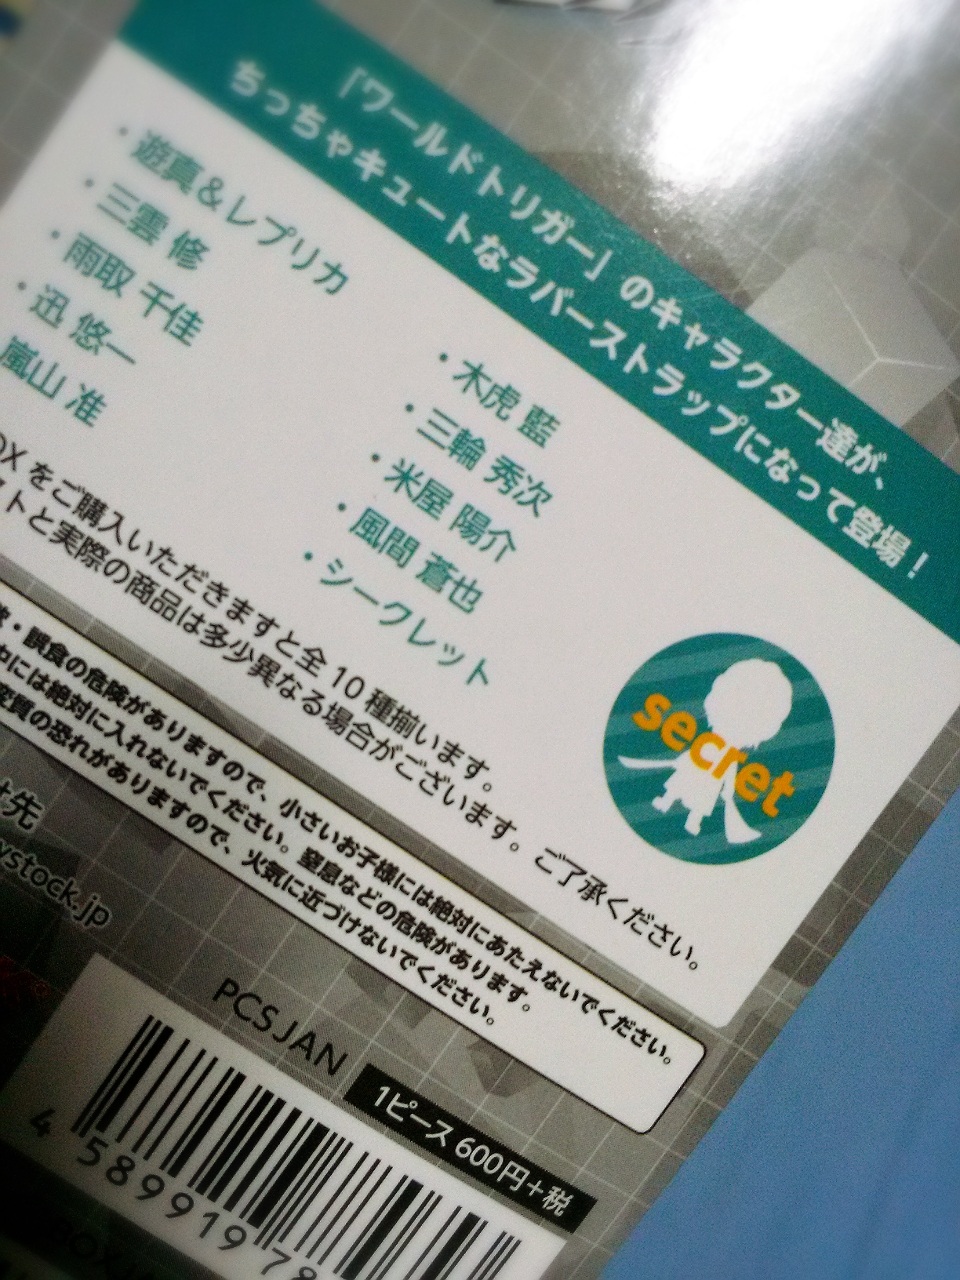 「ワールドトリガー」のキャラクター達が、
ちっちゃキュートなラバーストラップになって登場！
・遊真＆レプリカ
・三雲 修
・雨取 千佳
・迅 悠一
嵐山 准
・木虎 藍
・三輪 秀次
・米屋 陽介
・風間 蒼也
・シークレット
secret
OX をご購入いただきますと全 10 種揃います。
トと実際の商品は多少異なる場合がございます。ご了承ください。
・誤食の危険がありますので、小さいお子様には絶対にあたえないでください。
中には絶対に入れないでください。窒息などの危険があります。
変質の恐れがありますので、火気に近づけないでください。
先
ystock.jp
PCS JAN
1ピース 600円＋税
4 589919 78